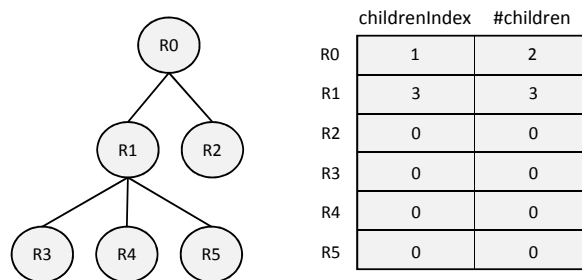 R0
R1
R2
R3
R4
R5
childrenIndex #children
R0 1 2
R1 3 3
R2 0 0
R3 0 0
R4 0 0
R5 0 0